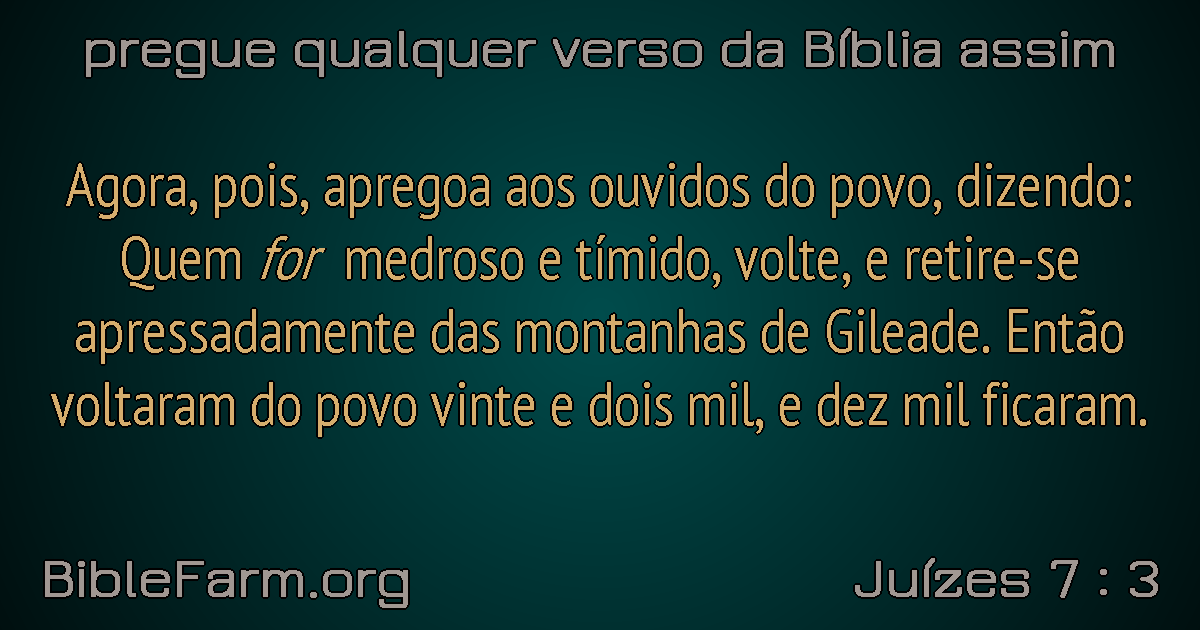 pregue qualquer verso da Bíblia assim
Agora, pois, apregoa aos ouvidos do povo, dizendo:
Quem for medroso e tímido, volte, e retire-se
apressadamente das montanhas de Gileade. Então
voltaram do povo vinte e dois mil, e dez mil ficaram.
BibleFarm.org
Juízes 7 : 3